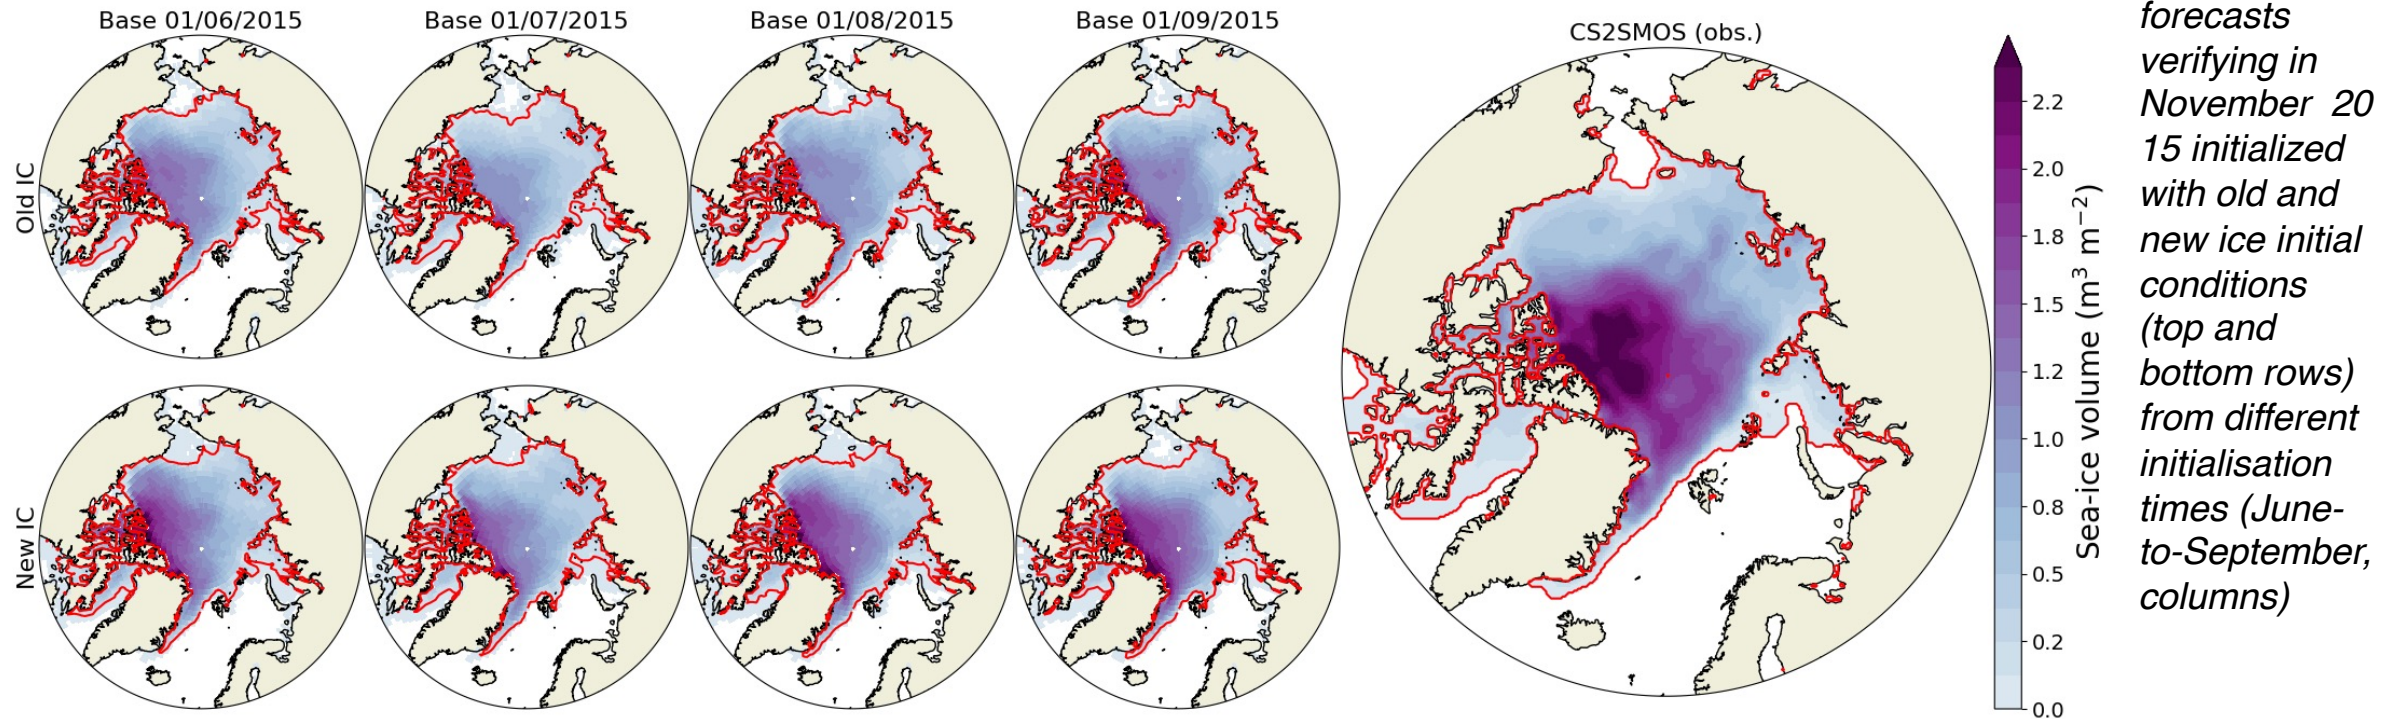 Base 01/06/2015
Base 01/07/2015
Base 01/08/2015
Base 01/09/2015
Old IC
New IC
CS2SMOS (obs.)
2.2
2.0
1.8
1.5
1.2
1.0
0.8
0.5
0.2
0.0
Sea-ice volume (m³ m⁻²)
forecasts
verifying in
November 20
15 initialized
with old and
new ice initial
conditions
(top and
bottom rows)
from different
initialisation
times (June-
to-September,
columns)